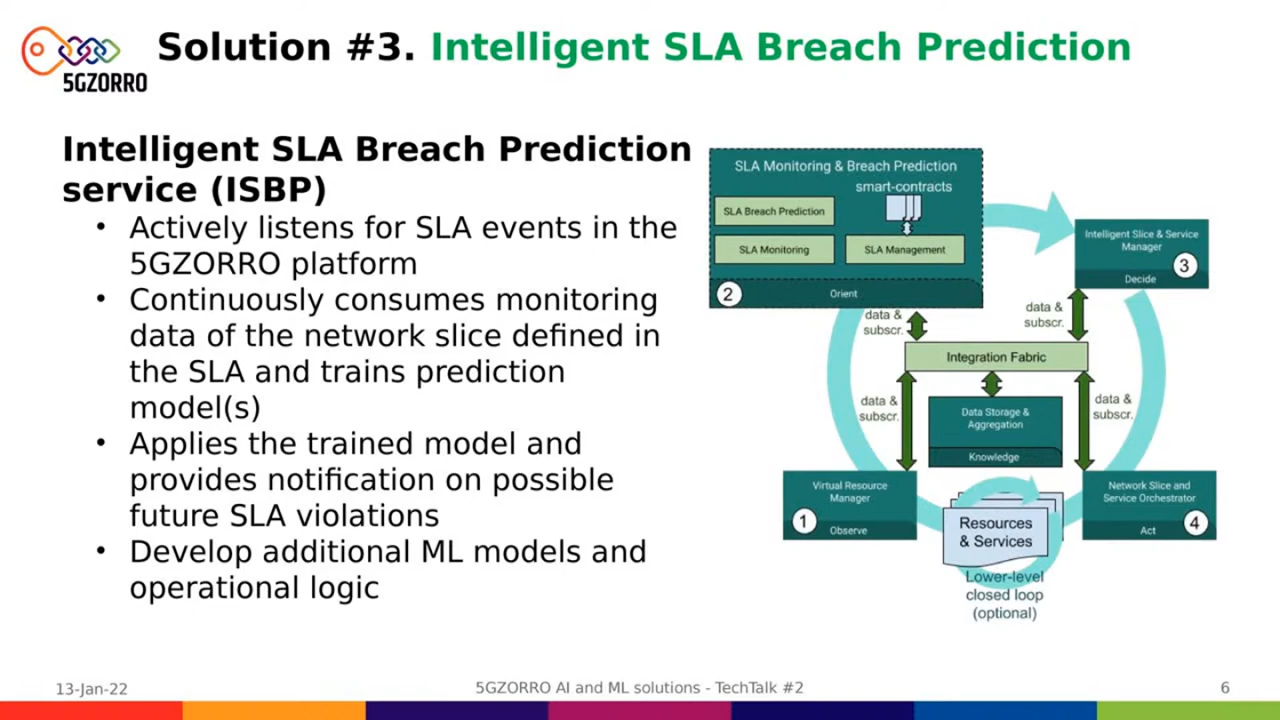 5GZORRO
Solution #3. Intelligent SLA Breach Prediction
Intelligent SLA Breach Prediction
service (ISBP)
• Actively listens for SLA events in the
5GZORRO platform
• Continuously consumes monitoring
data of the network slice defined in
the SLA and trains prediction
model(s)
• Applies the trained model and
provides notification on possible
future SLA violations
• Develop additional ML models and
operational logic
SLA Monitoring & Breach Prediction
smart-contracts
SLA Breach Prediction
SLA Monitoring
SLA Management
2
Orient
Intelligent Slice & Service
Manager
3
Decide
data &
subscr.
data &
subscr.
Integration Fabric
data &
subscr.
data &
subscr.
Data Storage &
Aggregation
Knowledge
Virtual Resource
Manager
1
Observe
Network Slice and
Service Orchestrator
Act
4
Resources
& Services
Lower-level
closed loop
(optional)
13-Jan-22
5GZORRO AI and ML solutions - TechTalk #2
6